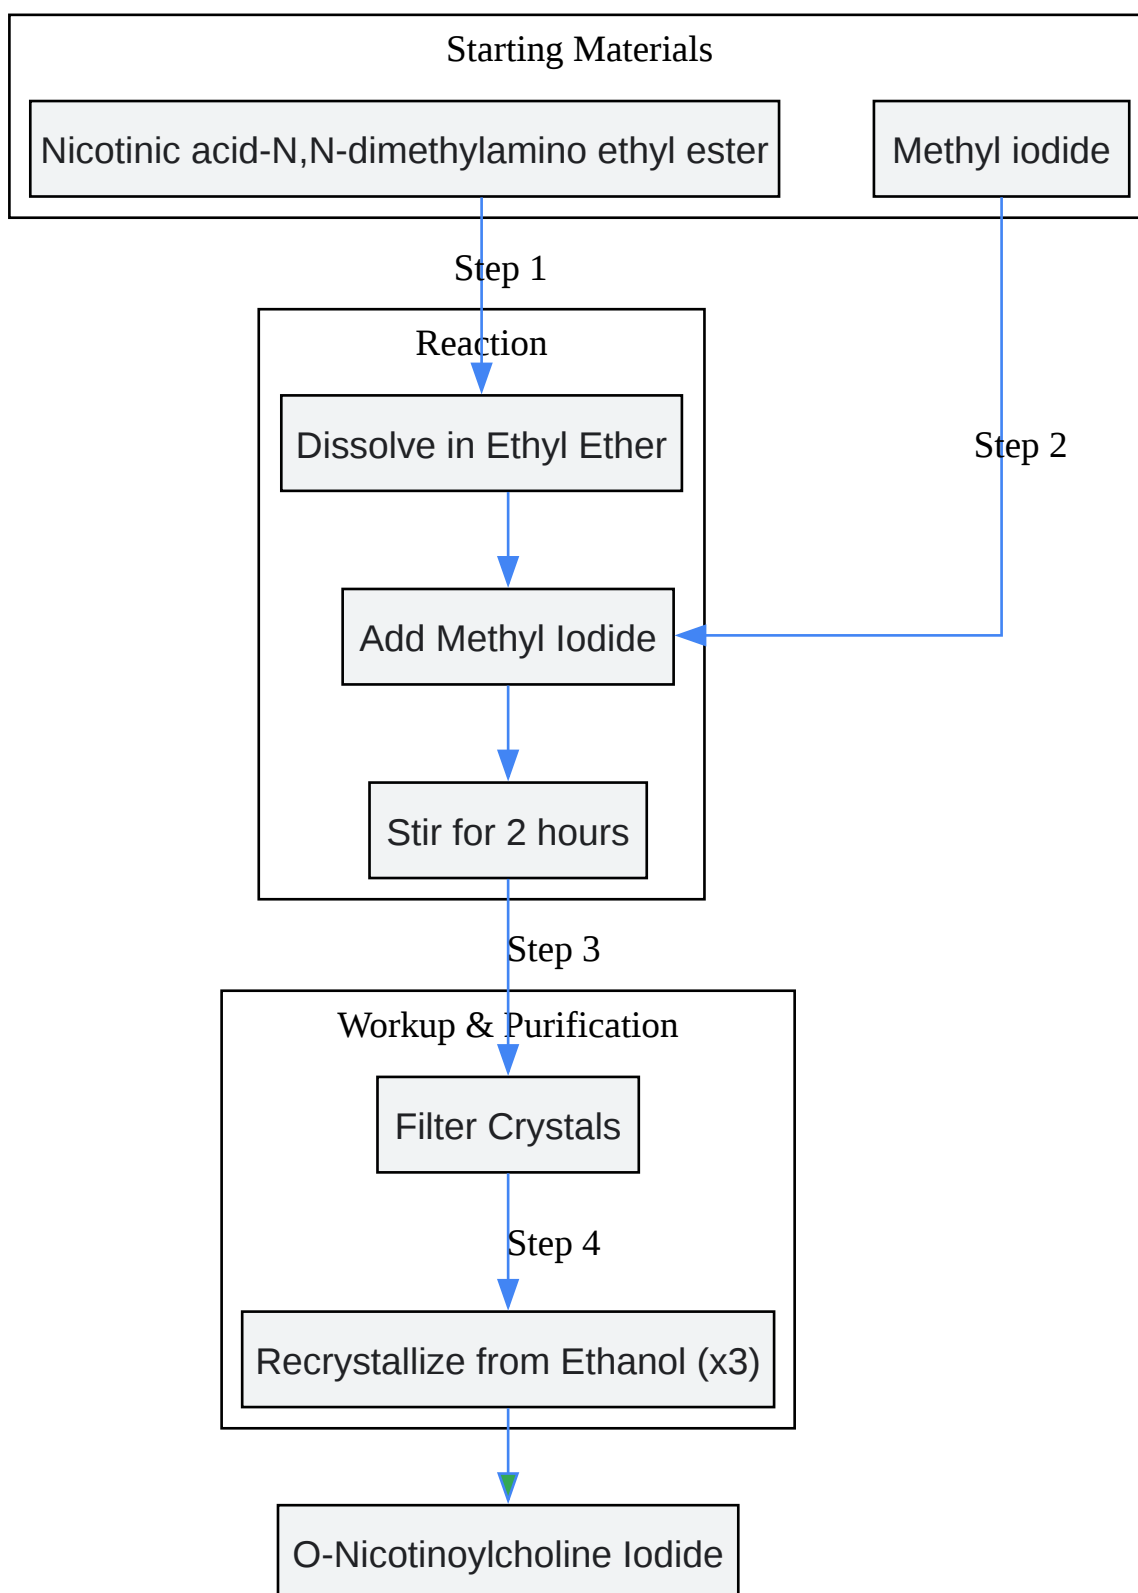 Starting Materials
Nicotinic acid-N,N-dimethylamino ethyl ester
Methyl iodide
Step 1
Reaction
Dissolve in Ethyl Ether
Step 2
Add Methyl Iodide
Stir for 2 hours
Step 3
Workup & Purification
Filter Crystals
Step 4
Recrystallize from Ethanol (x3)
O-Nicotinoylcholine Iodide